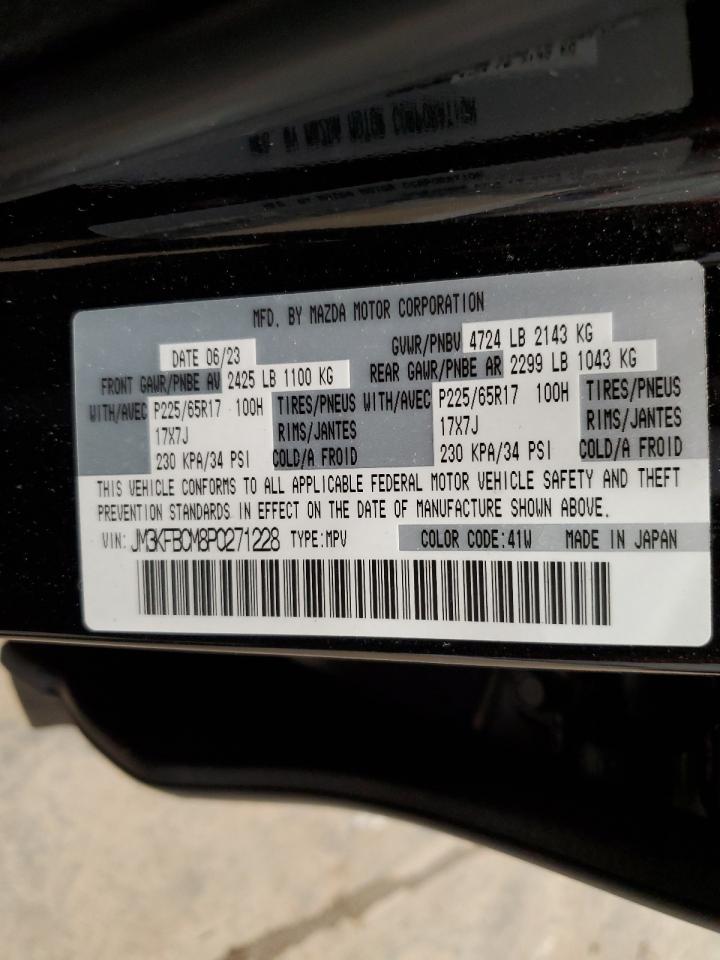 MFD. BY MAZDA MOTOR CORPORATION
DATE 06/23 GVWR/PNBV 4724 LB 2143 KG
FRONT GAWR/PNBE AV 2425 LB 1100 KG REAR GAWR/PNBE AR 2299 LB 1043 KG
WITH/AVEC P225/65R17 100H TIRES/PNEUS WITH/AVEC P225/65R17 100H TIRES/PNEUS
17X7J RIMS/JANTES 17X7J RIMS/JANTES
230 KPA/34 PSI COLD/A FROID 230 KPA/34 PSI COLD/A FROID
THIS VEHICLE CONFORMS TO ALL APPLICABLE FEDERAL MOTOR VEHICLE SAFETY AND THEFT
PREVENTION STANDARDS IN EFFECT ON THE DATE OF MANUFACTURE SHOWN ABOVE.
VIN: JM3KFBCM8P0271228 TYPE:MPV COLOR CODE:41W MADE IN JAPAN